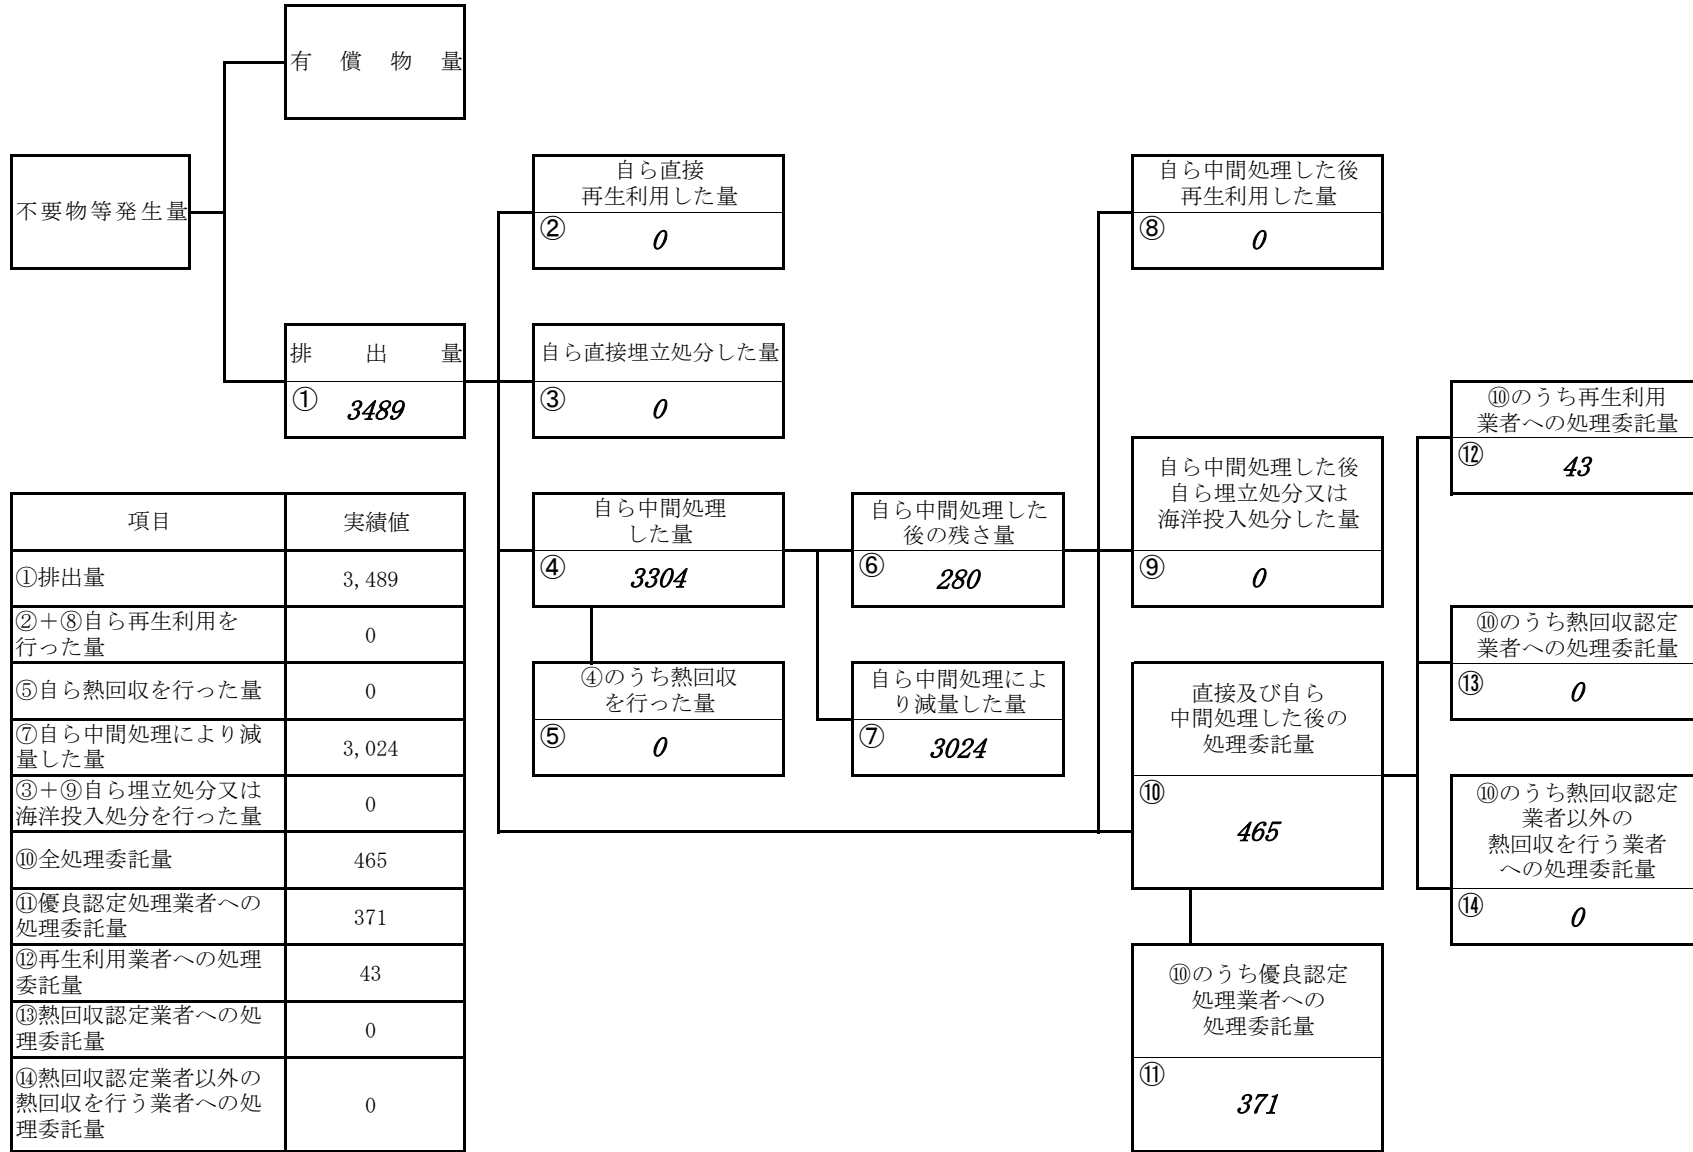 有償物量
不要物等発生量
排出量
①
3489
自ら直接
再生利用した量
②
0
自ら直接埋立処分した量
③
0
自ら中間処理
した量
④
3304
④のうち熱回収
を行った量
⑤
0
自ら中間処理した
後の残さ量
⑥
280
自ら中間処理によ
り減量した量
⑦
3024
自ら中間処理した後
再生利用した量
⑧
0
自ら中間処理した後
自ら埋立処分又は
海洋投入処分した量
⑨
0
直接及び自ら
中間処理した後の
処理委託量
⑩
465
⑩のうち優良認定
処理業者への
処理委託量
⑪
371
⑩のうち再生利用
業者への処理委託量
⑫
43
⑩のうち熱回収認定
業者への処理委託量
⑬
0
⑩のうち熱回収認定
業者以外の
熱回収を行う業者
への処理委託量
⑭
0
項目 実績値
①排出量 3,489
②＋⑧自ら再生利用を
行った量 0
⑤自ら熱回収を行った量 0
⑦自ら中間処理により減
量した量 3,024
③＋⑨自ら埋立処分又は
海洋投入処分を行った量 0
⑩全処理委託量 465
⑪優良認定処理業者への
処理委託量 371
⑫再生利用業者への処理
委託量 43
⑬熱回収認定業者への処
理委託量 0
⑭熱回収認定業者以外の
熱回収を行う業者への処
理委託量 0